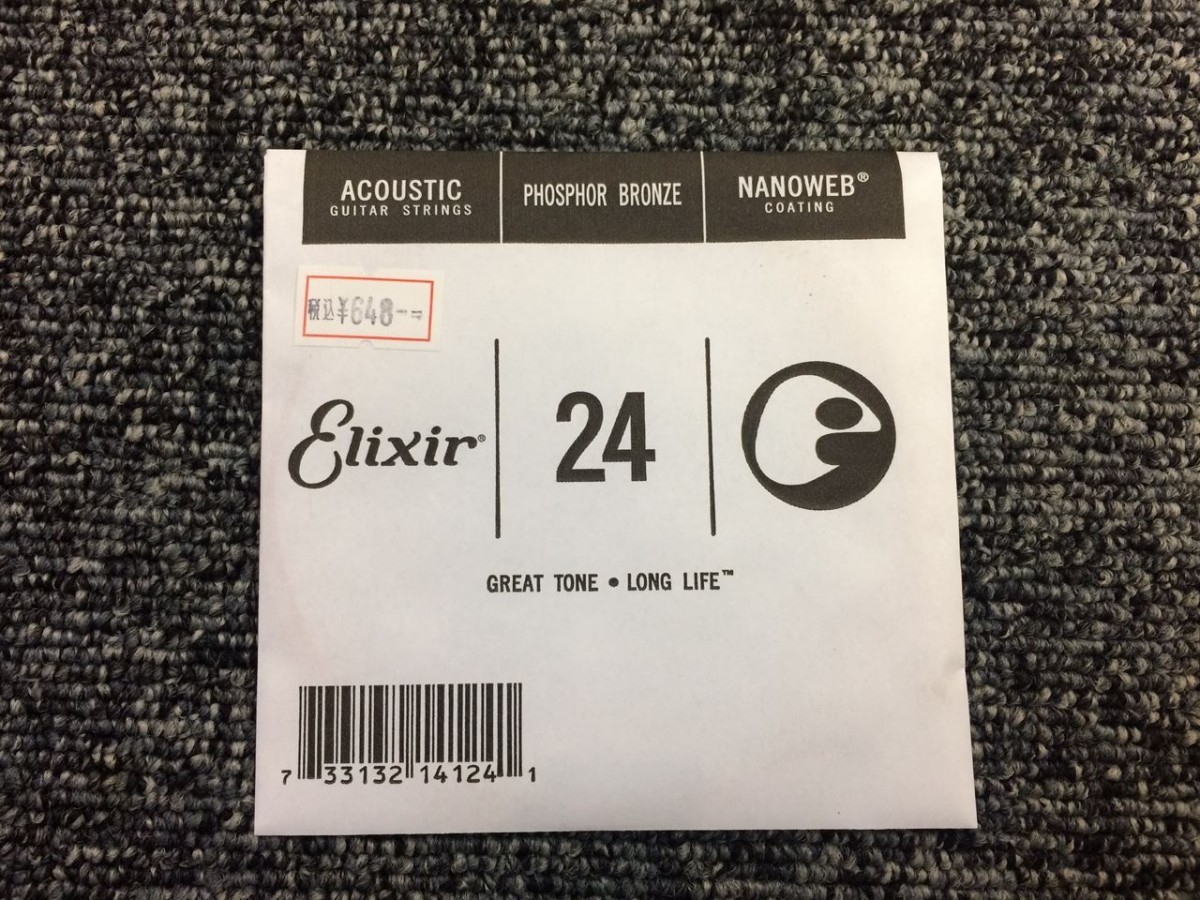 ACOUSTIC
GUITAR STRINGS
PHOSPHOR BRONZE
NANOWEB®
COATING
税込¥648-
Elixir®
24
GREAT TONE • LONG LIFE™
7 33132 14124 1